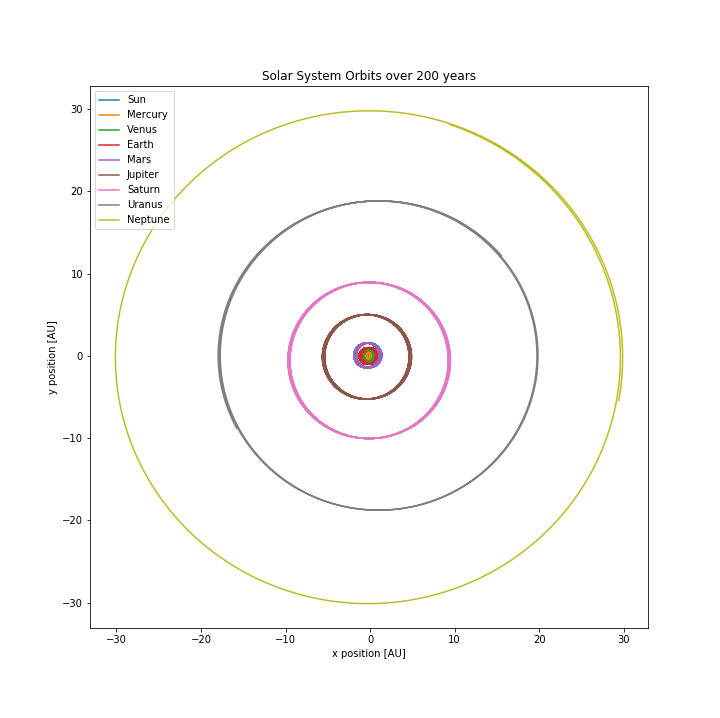 Solar System Orbits over 200 years
Sun
Mercury
Venus
Earth
Mars
Jupiter
Saturn
Uranus
Neptune
30
20
10
0
−10
−20
−30
y position [AU]
−30 −20 −10 0 10 20 30
x position [AU]